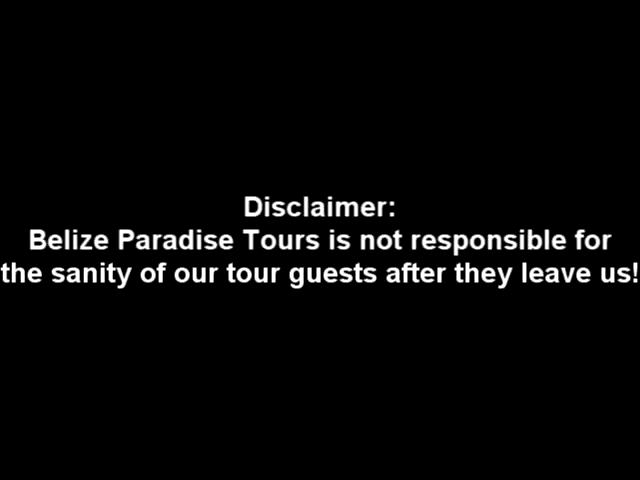 Disclaimer:
Belize Paradise Tours is not responsible for
the sanity of our tour guests after they leave us!